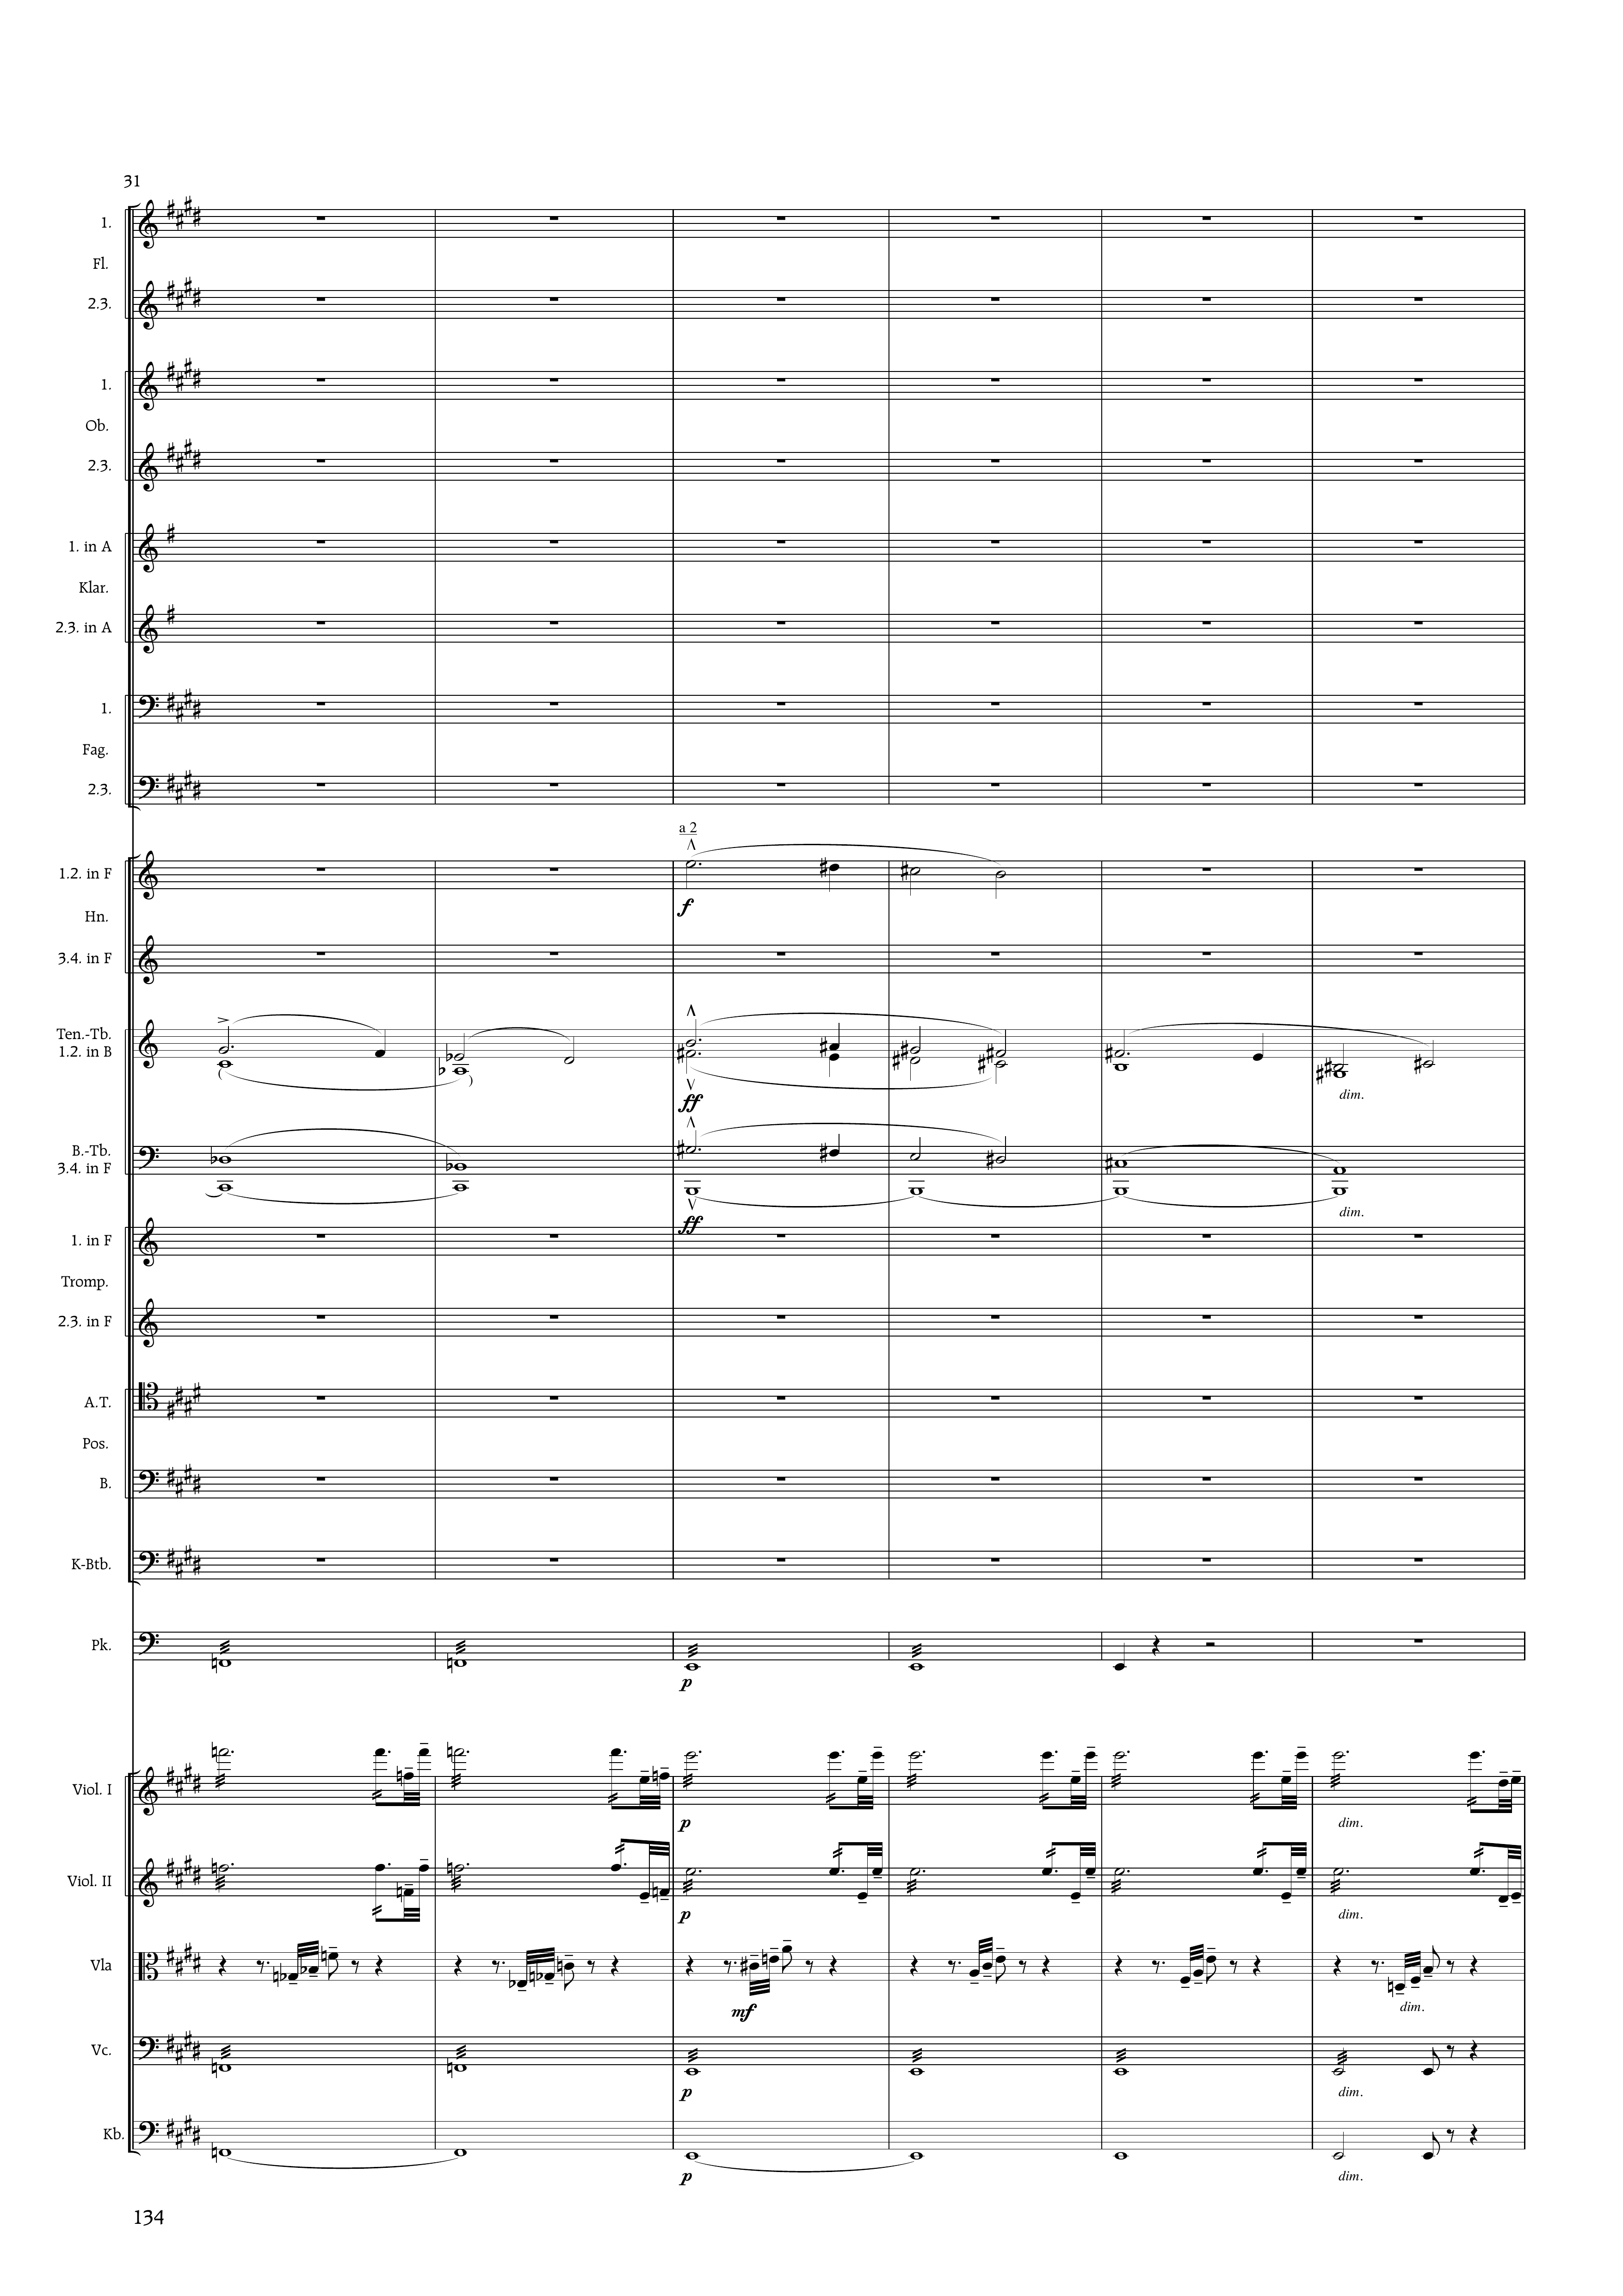 31
1.
Fl.
2.3.
1.
Ob.
2.3.
1. in A
Klar.
2.3. in A
1.
Fag.
2.3.
a 2
1.2. in F
f
Hn.
3.4. in F
Ten.-Tb.
1.2. in B
ff
dim.
B.-Tb.
3.4. in F
ff
dim.
1. in F
Tromp.
2.3. in F
A.T.
Pos.
B.
K-Btb.
Pk.
p
Viol. I
p
dim.
Viol. II
p
dim.
Vla
mf
dim.
Vc.
p
dim.
Kb.
p
dim.
134